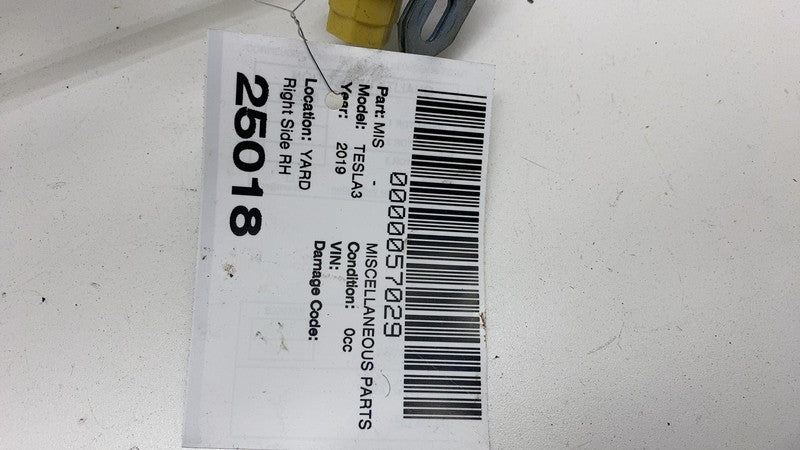 0000057029
Part: MIS - MISCELLANEOUS PARTS
Model: TESLA3 Condition: 0cc
Year: 2019 VIN:
Damage Code:
Location: YARD
Right Side RH
25018